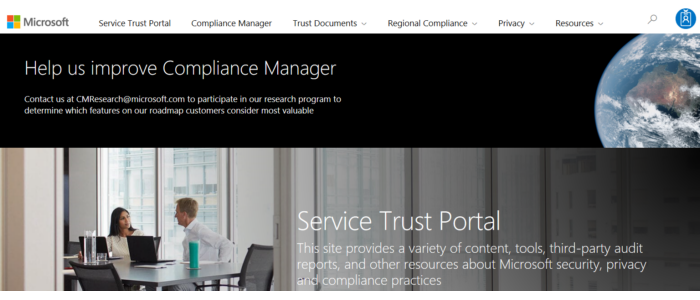 Microsoft
Service Trust Portal
Compliance Manager
Trust Documents
Regional Compliance
Privacy
Resources
Help us improve Compliance Manager
Contact us at CMResearch@microsoft.com to participate in our research program to
determine which features on our roadmap customers consider most valuable
Service Trust Portal
This site provides a variety of content, tools, third-party audit
reports, and other resources about Microsoft security, privacy
and compliance practices